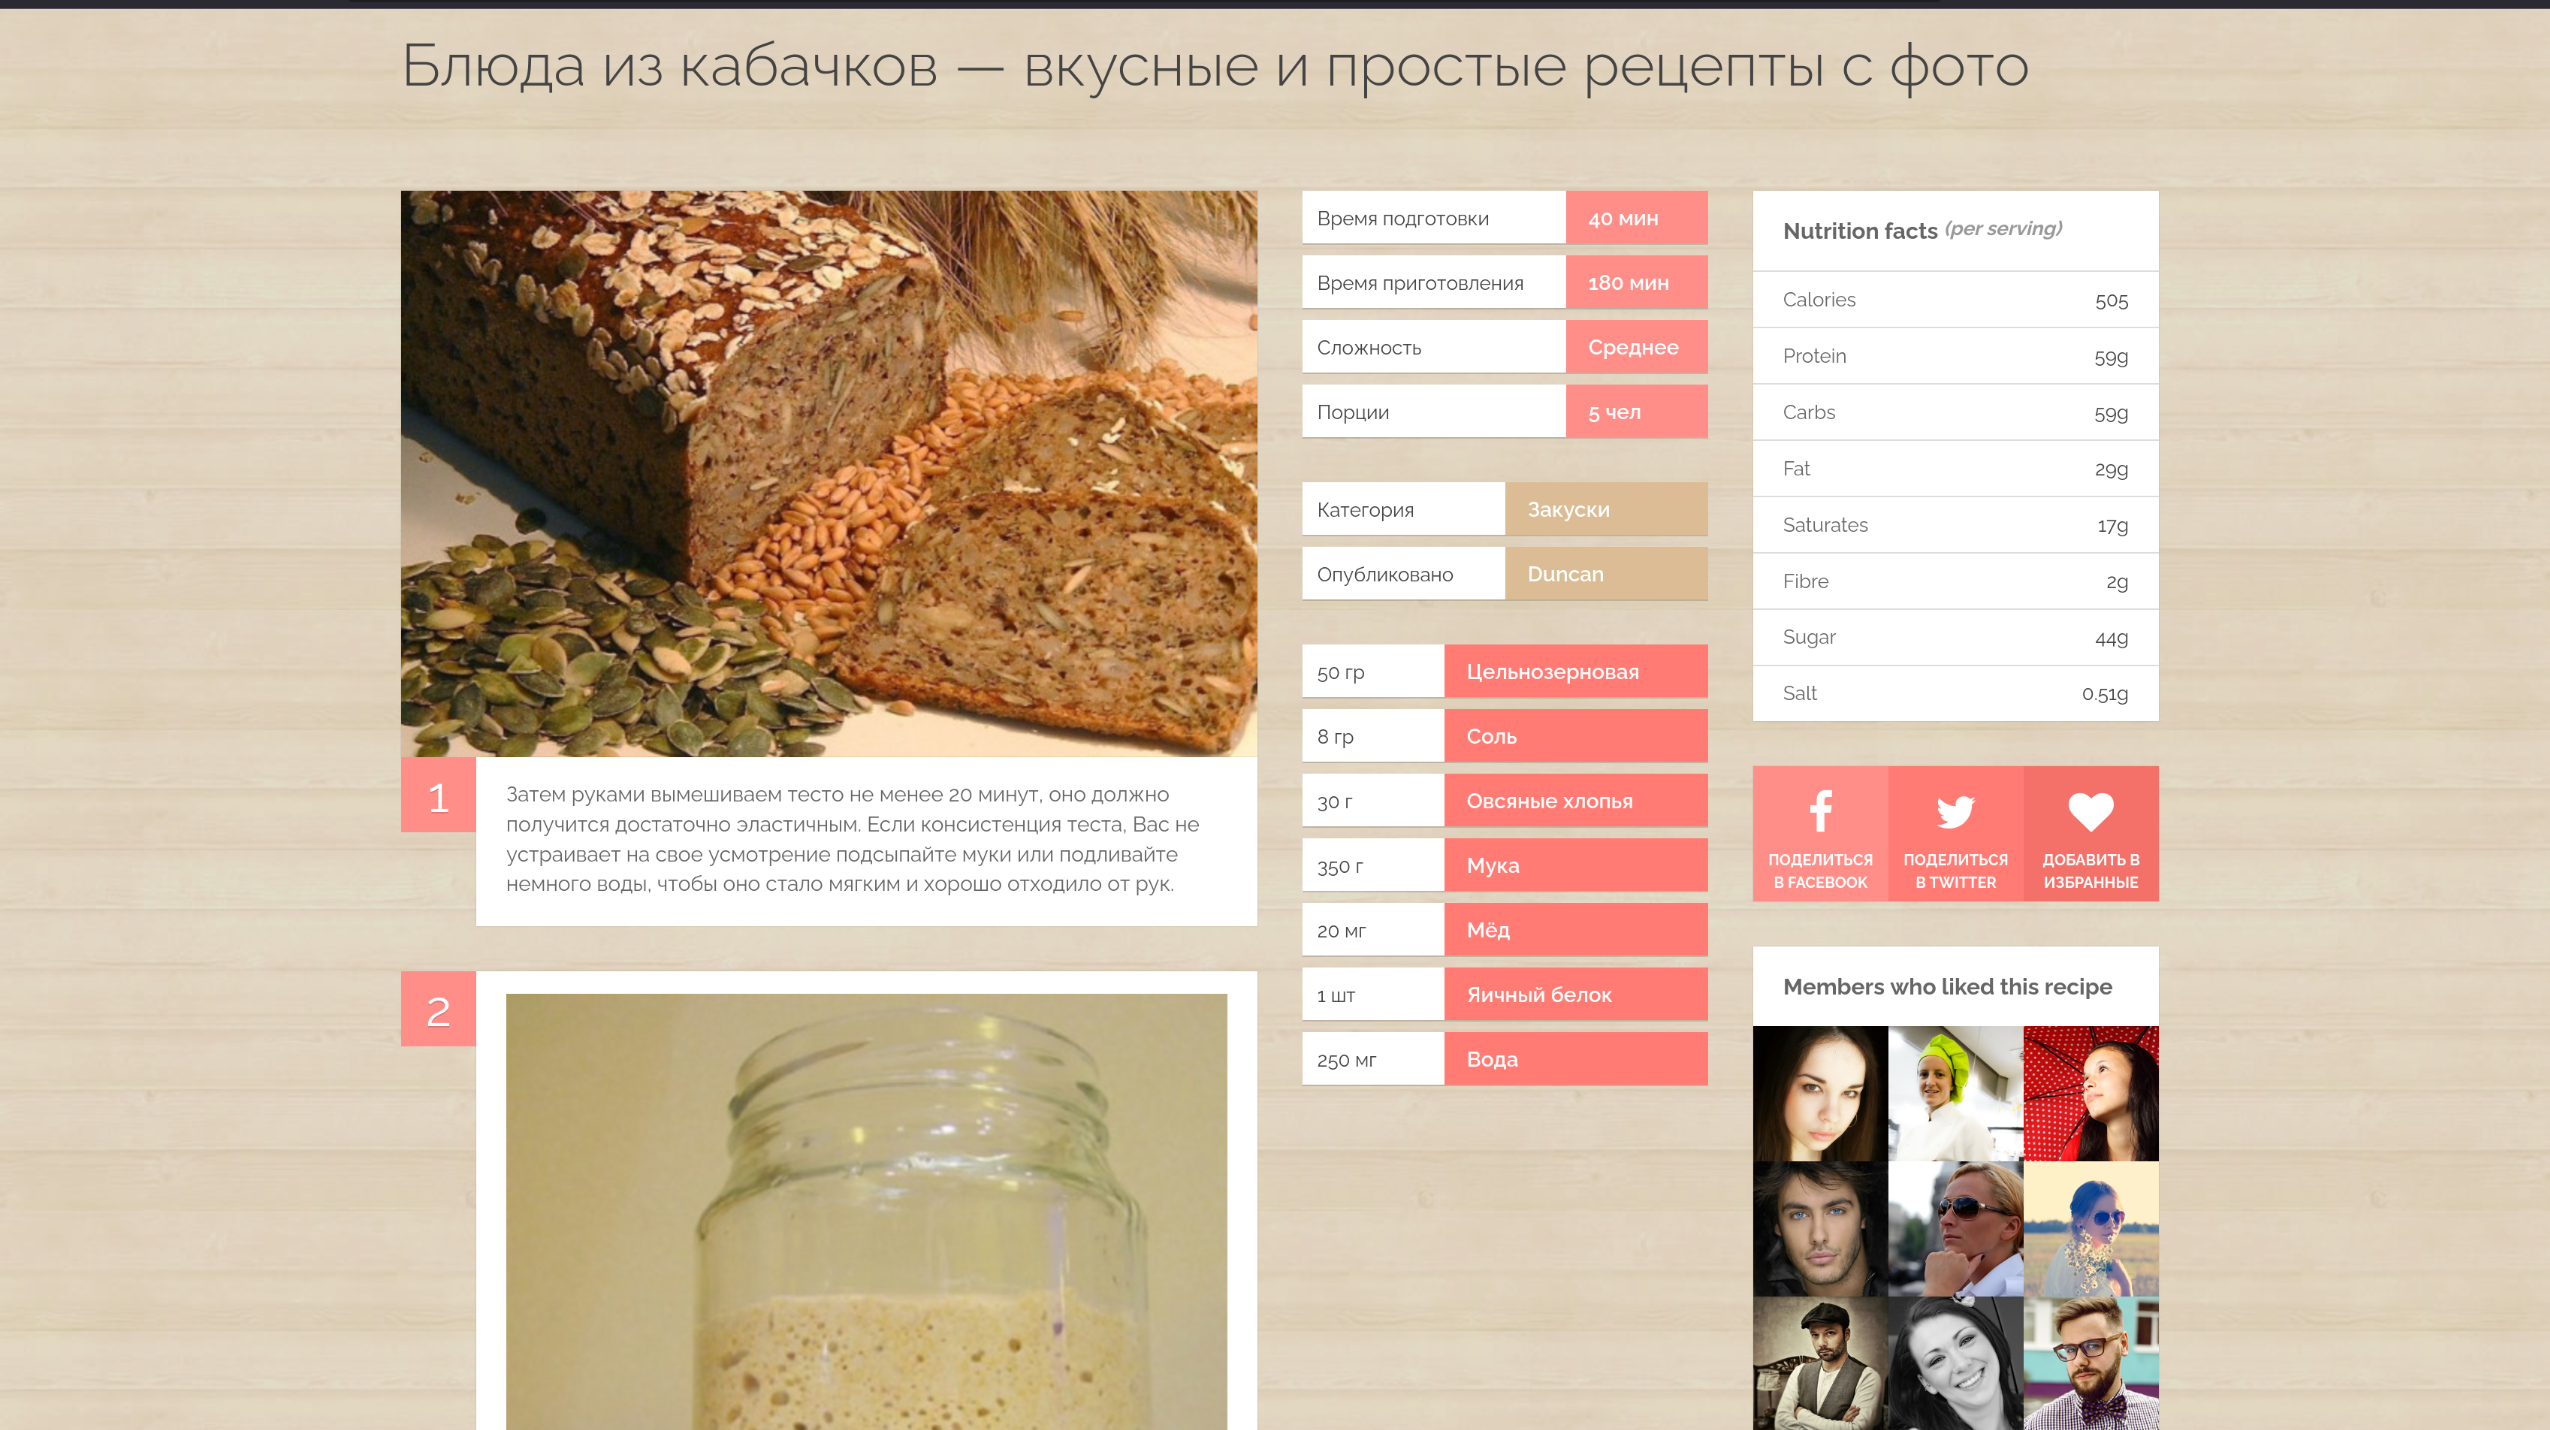 Блюда из кабачков — вкусные и простые рецепты с фото
1
Затем руками вымешиваем тесто не менее 20 минут, оно должно
получится достаточно эластичным. Если консистенция теста, Вас не
устраивает на свое усмотрение подсыпайте муки или подливайте
немного воды, чтобы оно стало мягким и хорошо отходило от рук.
2
Время подготовки 40 мин
Время приготовления 180 мин
Сложность Среднее
Порции 5 чел
Категория Закуски
Опубликовано Duncan
50 гр Цельнозерновая
8 гр Соль
30 г Овсяные хлопья
350 г Мука
20 мг Мёд
1 шт Яичный белок
250 мг Вода
Nutrition facts (per serving)
Calories 505
Protein 59g
Carbs 59g
Fat 29g
Saturates 17g
Fibre 2g
Sugar 44g
Salt 0.51g
ПОДЕЛИТЬСЯ
В FACEBOOK
ПОДЕЛИТЬСЯ
В TWITTER
ДОБАВИТЬ В
ИЗБРАННЫЕ
Members who liked this recipe